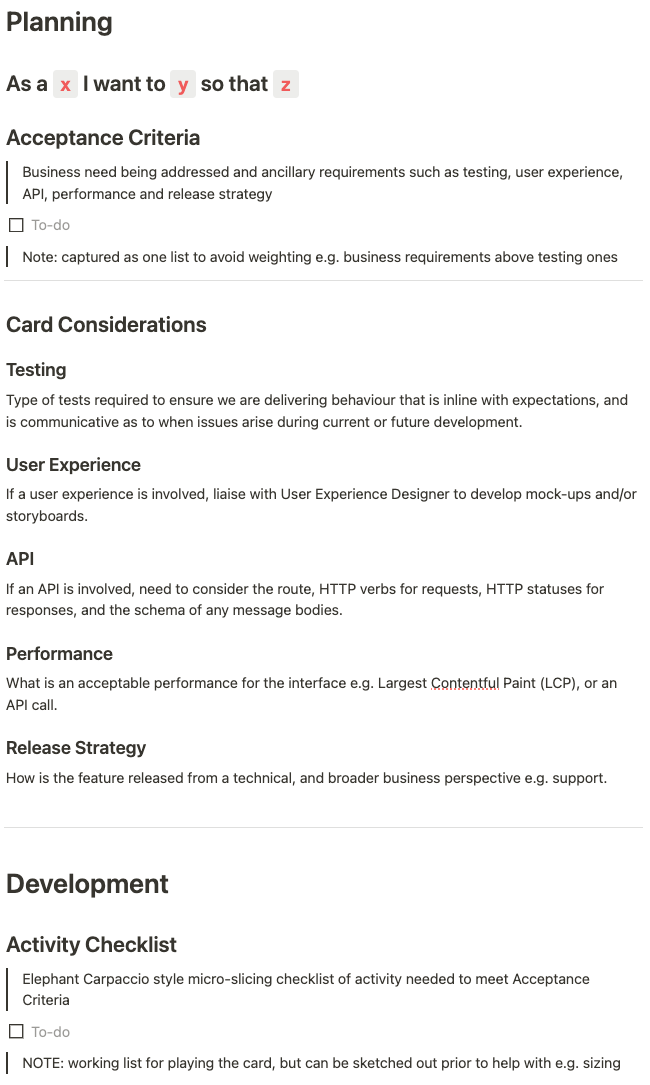 Planning
As a x I want to y so that z
Acceptance Criteria
Business need being addressed and ancillary requirements such as testing, user experience,
API, performance and release strategy
To-do
Note: captured as one list to avoid weighting e.g. business requirements above testing ones
Card Considerations
Testing
Type of tests required to ensure we are delivering behaviour that is inline with expectations, and
is communicative as to when issues arise during current or future development.
User Experience
If a user experience is involved, liaise with User Experience Designer to develop mock-ups and/or
storyboards.
API
If an API is involved, need to consider the route, HTTP verbs for requests, HTTP statuses for
responses, and the schema of any message bodies.
Performance
What is an acceptable performance for the interface e.g. Largest Contentful Paint (LCP), or an
API call.
Release Strategy
How is the feature released from a technical, and broader business perspective e.g. support.
Development
Activity Checklist
Elephant Carpaccio style micro-slicing checklist of activity needed to meet Acceptance
Criteria
To-do
NOTE: working list for playing the card, but can be sketched out prior to help with e.g. sizing